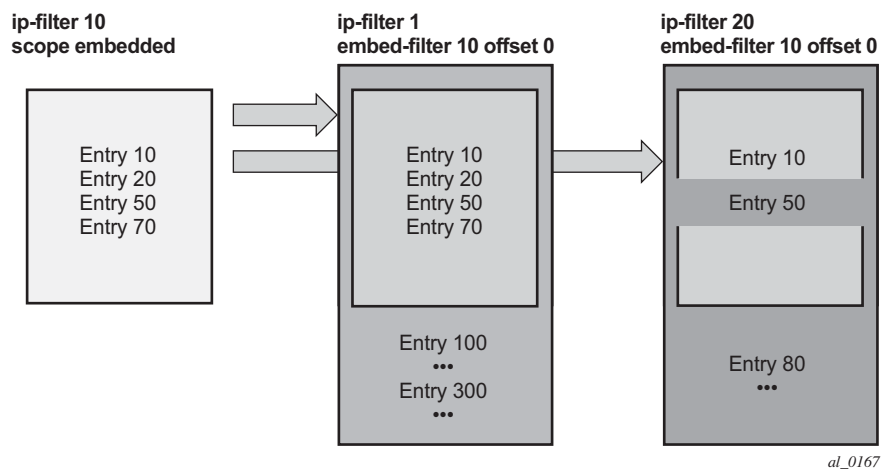 ip-filter 10
scope embedded
ip-filter 1
embed-filter 10 offset 0
ip-filter 20
embed-filter 10 offset 0
Entry 10
Entry 20
Entry 50
Entry 70
Entry 10
Entry 20
Entry 50
Entry 70
Entry 100
•••
Entry 300
•••
Entry 10
Entry 50
Entry 80
•••
al_0167